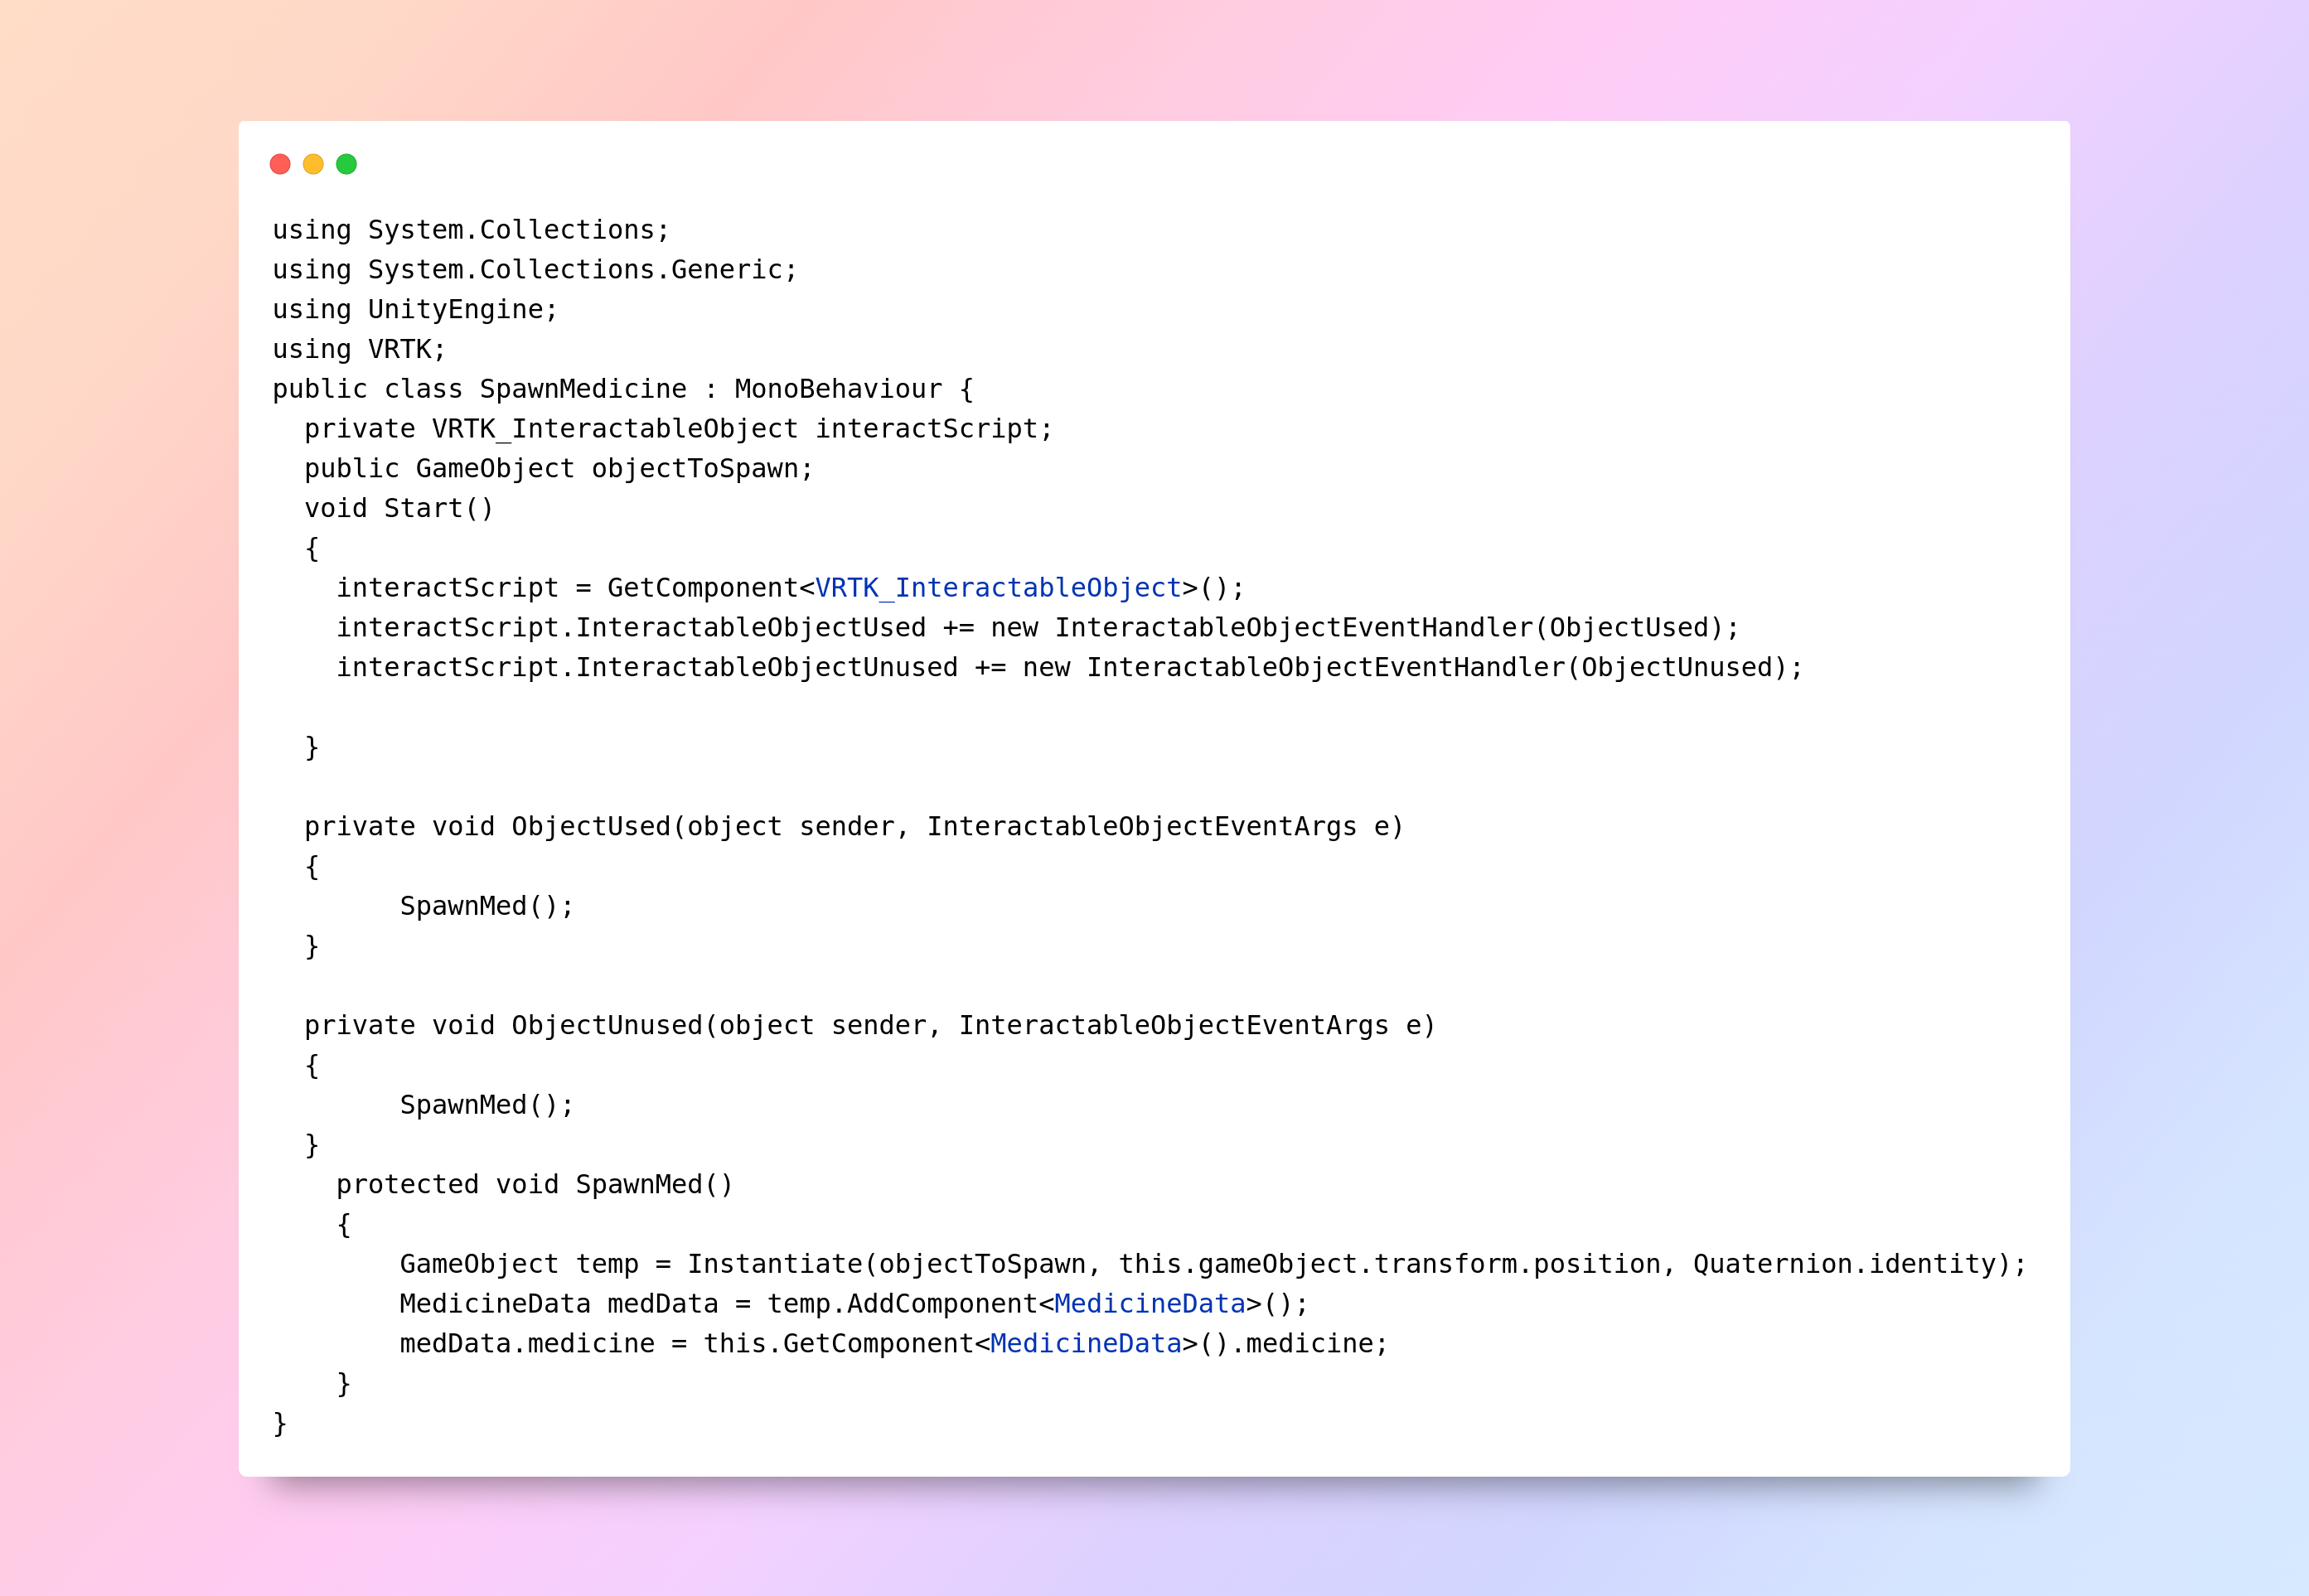 using System.Collections;
using System.Collections.Generic;
using UnityEngine;
using VRTK;
public class SpawnMedicine : MonoBehaviour {
  private VRTK_InteractableObject interactScript;
  public GameObject objectToSpawn;
  void Start()
  {
    interactScript = GetComponent<VRTK_InteractableObject>();
    interactScript.InteractableObjectUsed += new InteractableObjectEventHandler(ObjectUsed);
    interactScript.InteractableObjectUnused += new InteractableObjectEventHandler(ObjectUnused);

  }

  private void ObjectUsed(object sender, InteractableObjectEventArgs e)
  {
        SpawnMed();
  }

  private void ObjectUnused(object sender, InteractableObjectEventArgs e)
  {
        SpawnMed();
  }
    protected void SpawnMed()
    {
        GameObject temp = Instantiate(objectToSpawn, this.gameObject.transform.position, Quaternion.identity);
        MedicineData medData = temp.AddComponent<MedicineData>();
        medData.medicine = this.GetComponent<MedicineData>().medicine;
    }
}